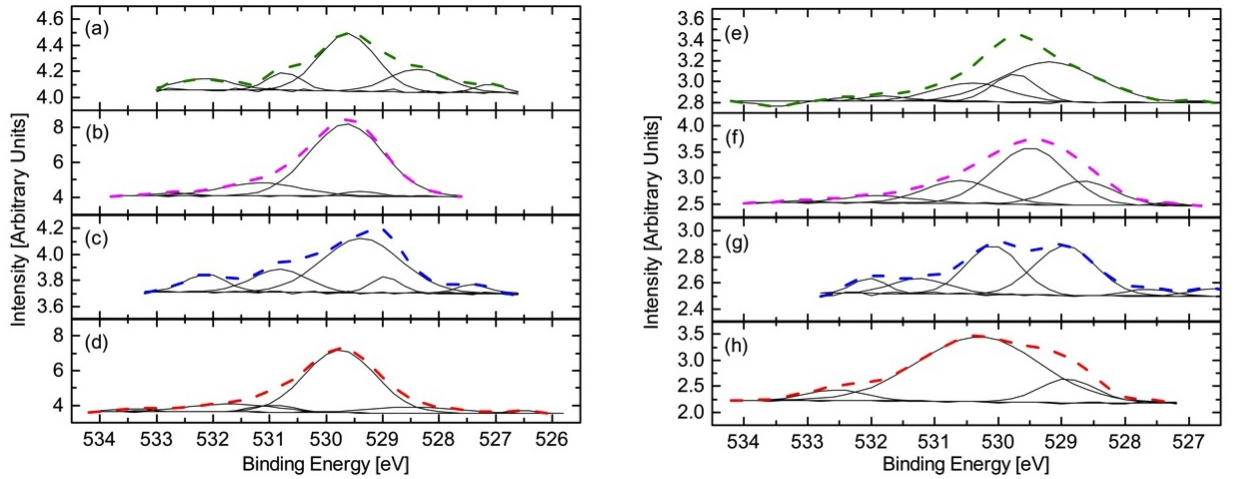 (a)
4.6
4.4
4.2
4.0
(b)
8
6
4
(c)
4.2
4.0
3.8
3.6
(d)
8
6
4
534 533 532 531 530 529 528 527 526
Binding Energy [eV]
Intensity [Arbitrary Units]
(e)
3.6
3.4
3.2
3.0
2.8
(f)
4.0
3.5
3.0
2.5
(g)
3.0
2.8
2.6
2.4
(h)
3.5
3.0
2.5
2.0
534 533 532 531 530 529 528 527
Binding Energy [eV]
Intensity [Arbitrary Units]